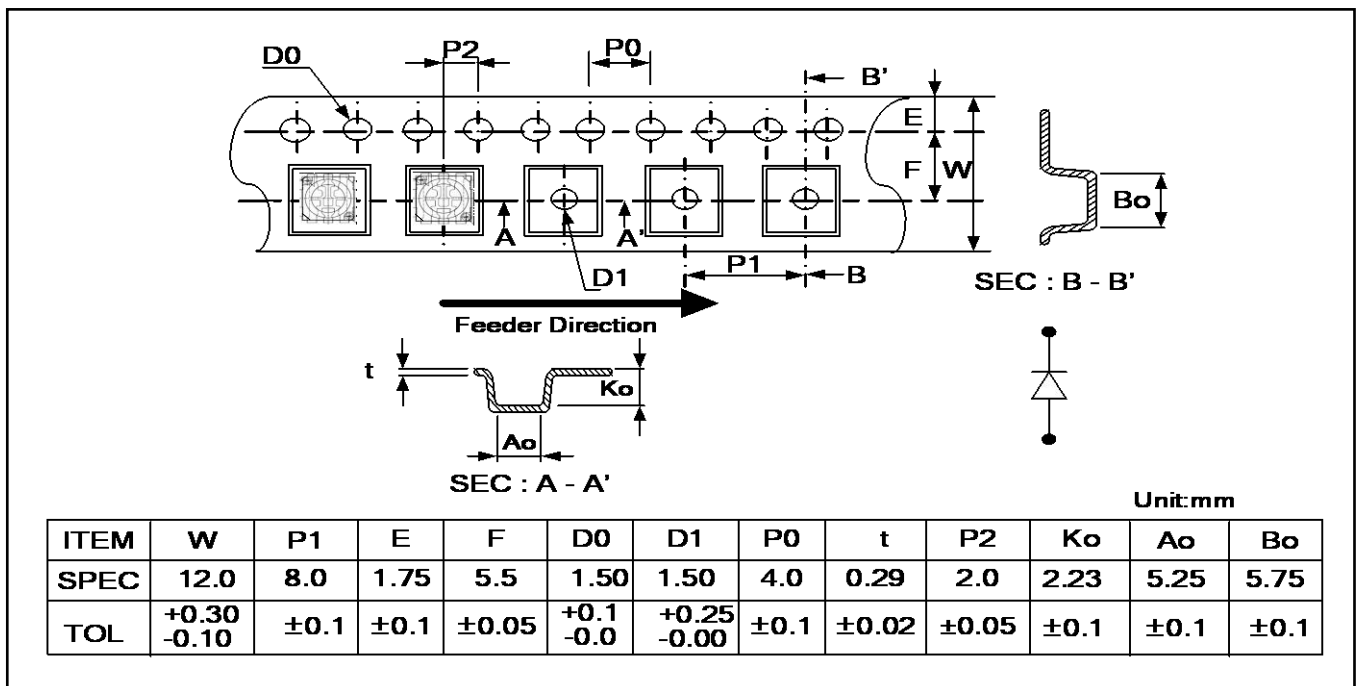 D0
P2
P0
B'
E
F
W
Bo
A
A'
D1
P1
B
SEC : B - B'
Feeder Direction
t
Ko
Ao
SEC : A - A'
Unit:mm
ITEM W P1 E F D0 D1 P0 t P2 Ko Ao Bo
SPEC 12.0 8.0 1.75 5.5 1.50 1.50 4.0 0.29 2.0 2.23 5.25 5.75
TOL +0.30 -0.10 ±0.1 ±0.1 ±0.05 +0.1 -0.0 +0.25 -0.00 ±0.1 ±0.02 ±0.05 ±0.1 ±0.1 ±0.1